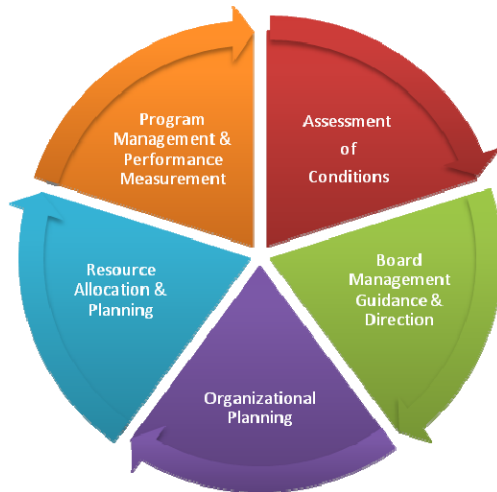 Assessment
of
Conditions
Board
Management
Guidance &
Direction
Organizational
Planning
Resource
Allocation &
Planning
Program
Management &
Performance
Measurement